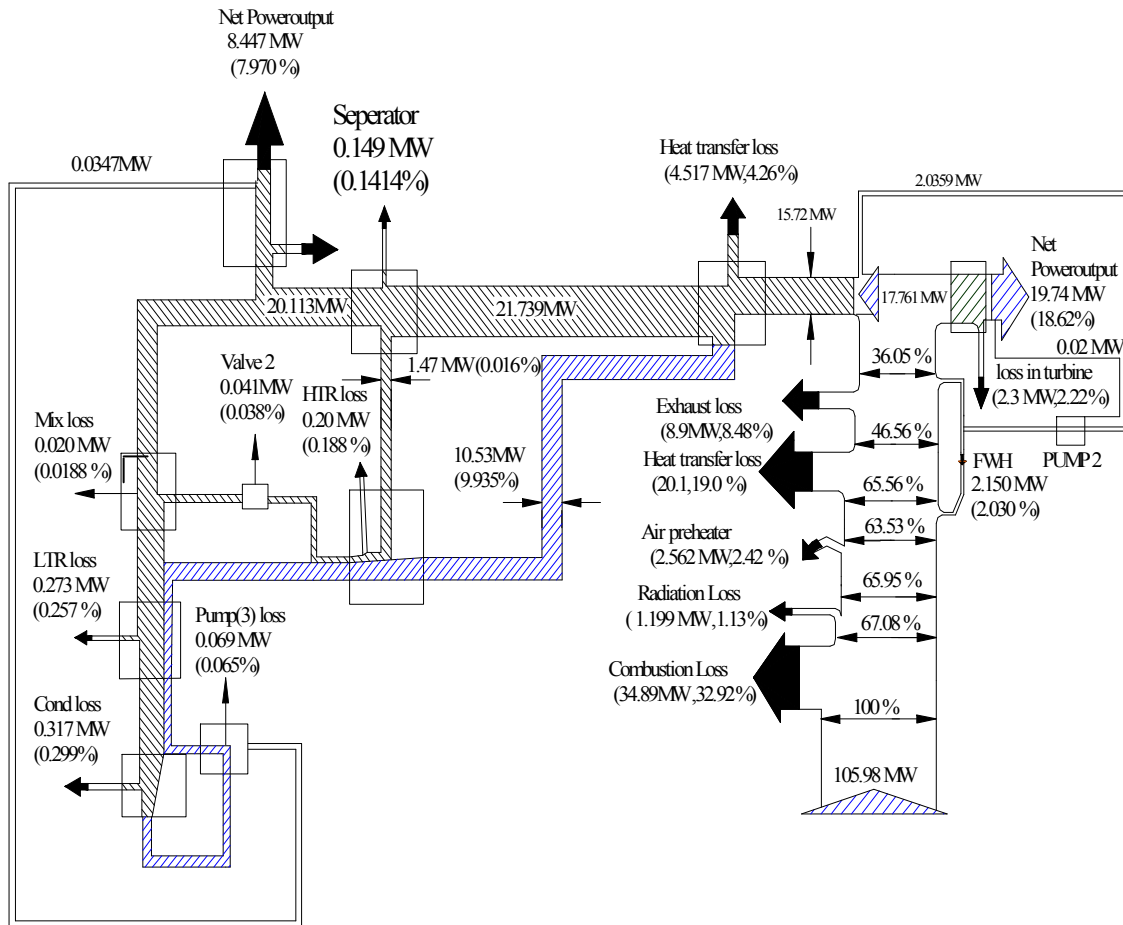 Net Poweroutput
8.447 MW
(7.970 %)
Seperator
0.149 MW
(0.1414%)
0.0347MW
Heat transfer loss
(4.517 MW,4.26%)
2.0359 MW
15.72 MW
Net
Poweroutput
19.74 MW
(18.62%)
17.761 MW
20.113MW
21.739MW
0.02 MW
1.47 MW(0.016%)
36.05 %
loss in turbine
(2.3 MW,2.22%)
Valve 2
0.041MW
(0.038%)
HTR loss
0.20 MW
(0.188 %)
Exhaust loss
(8.9MW,8.48%)
46.56 %
Mix loss
0.020 MW
(0.0188 %)
10.53MW
(9.935%)
Heat transfer loss
(20.1,19.0 %)
PUMP 2
FWH
2.150 MW
(2.030 %)
65.56 %
63.53 %
Air preheater
(2.562 MW,2.42 %)
LTR loss
0.273 MW
(0.257 %)
65.95 %
Radiation Loss
( 1.199 MW,1.13%)
Pump(3) loss
0.069 MW
(0.065%)
67.08 %
Combustion Loss
(34.89MW,32.92%)
Cond loss
0.317 MW
(0.299%)
100 %
105.98 MW